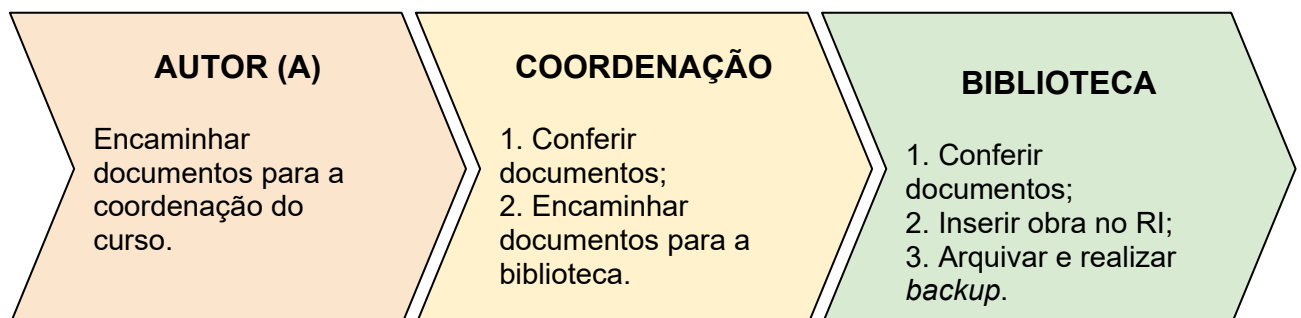 AUTOR (A)
Encaminhar
documentos para a
coordenação do
curso.
COORDENAÇÃO
1. Conferir
documentos;
2. Encaminhar
documentos para a
biblioteca.
BIBLIOTECA
1. Conferir
documentos;
2. Inserir obra no RI;
3. Arquivar e realizar
backup.